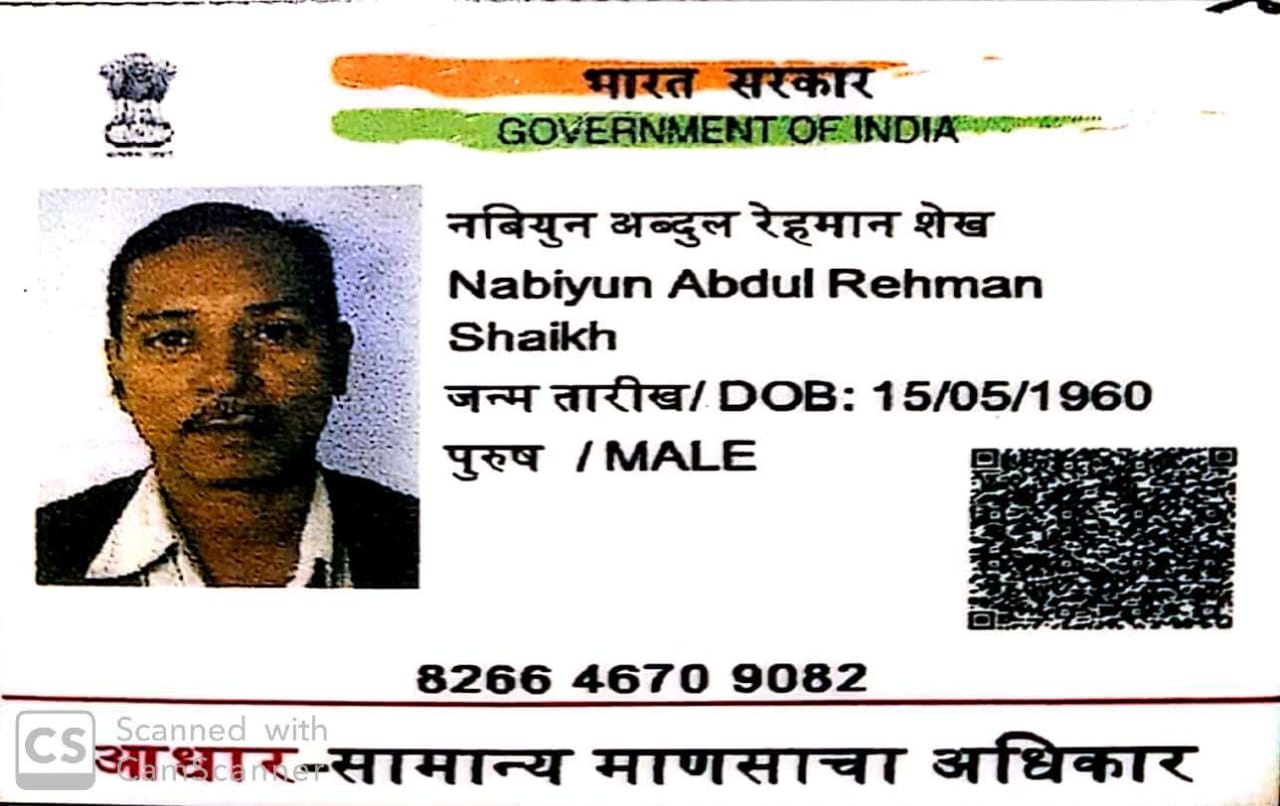 भारत सरकार
GOVERNMENT OF INDIA
नबियुन अब्दुल रेहमान शेख
Nabiyun Abdul Rehman
Shaikh
जन्म तारीख/ DOB: 15/05/1960
पुरुष / MALE
8266 4670 9082
आधार-सामान्य माणसाचा अधिकार
CS Scanned with
CamScanner